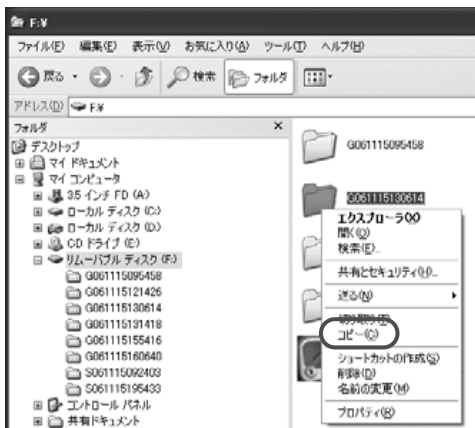 F:¥
ファイル(F) 編集(E) 表示(V) お気に入り(A) ツール(T) ヘルプ(H)
戻る 検索 フォルダ
アドレス(D) F:¥
フォルダ ×
デスクトップ
マイ ドキュメント
マイ コンピュータ
3.5 インチ FD (A:)
ローカル ディスク (C:)
ローカル ディスク (D:)
CD ドライブ (E:)
リムーバブル ディスク (F:)
G061115095458
G061115121426
G061115130614
G061115131418
G061115155416
G061115160640
S061115092403
S061115195433
コントロール パネル
共有ドキュメント
G061115095458
G061115130614
エクスプローラ(X)
開く(O)
検索(E)...
共有とセキュリティ(H)...
送る(N)
切り取り(T)
コピー(C)
ショートカットの作成(S)
削除(D)
名前の変更(M)
プロパティ(R)